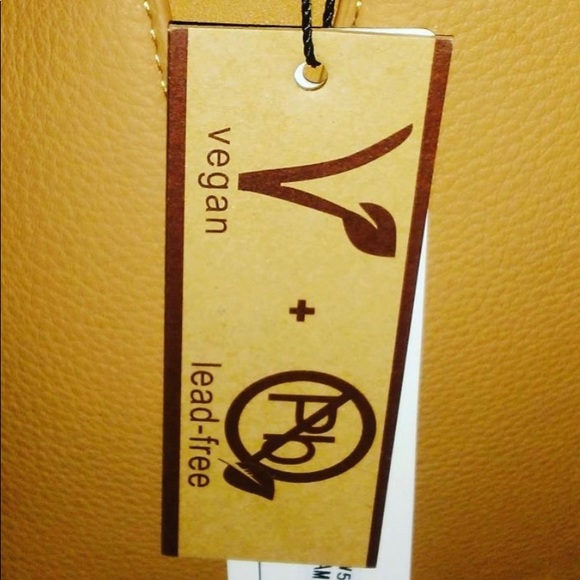 vegan
+
Pb
lead-free